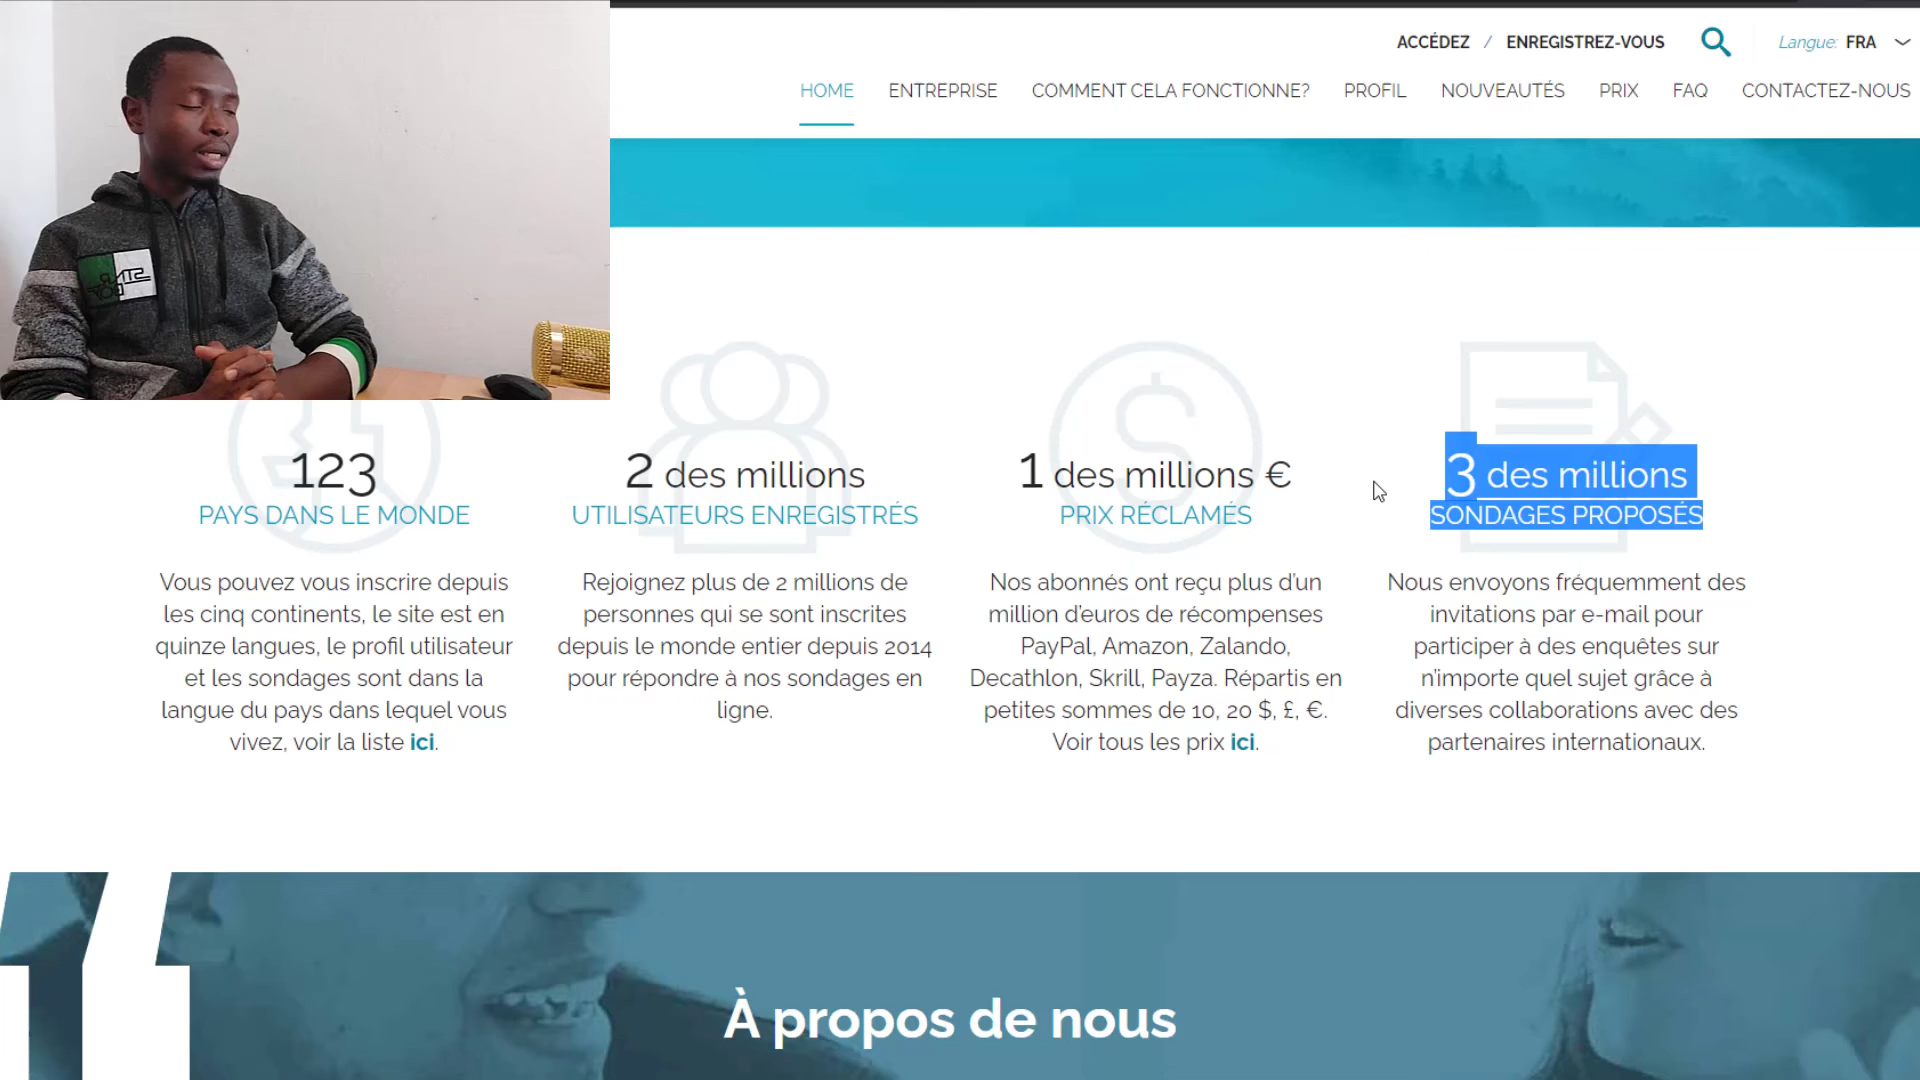 ACCÉDEZ / ENREGISTREZ-VOUS Langue: FRA
HOME ENTREPRISE COMMENT CELA FONCTIONNE? PROFIL NOUVEAUTÉS PRIX FAQ CONTACTEZ-NOUS
123
PAYS DANS LE MONDE
Vous pouvez vous inscrire depuis
les cinq continents, le site est en
quinze langues, le profil utilisateur
et les sondages sont dans la
langue du pays dans lequel vous
vivez, voir la liste ici.
2 des millions
UTILISATEURS ENREGISTRÉS
Rejoignez plus de 2 millions de
personnes qui se sont inscrites
depuis le monde entier depuis 2014
pour répondre à nos sondages en
ligne.
1 des millions €
PRIX RÉCLAMÉS
Nos abonnés ont reçu plus d'un
million d'euros de récompenses
PayPal, Amazon, Zalando,
Decathlon, Skrill, Payza. Répartis en
petites sommes de 10, 20 $, £, €.
Voir tous les prix ici.
3 des millions
SONDAGES PROPOSÉS
Nous envoyons fréquemment des
invitations par e-mail pour
participer à des enquêtes sur
n'importe quel sujet grâce à
diverses collaborations avec des
partenaires internationaux.
À propos de nous